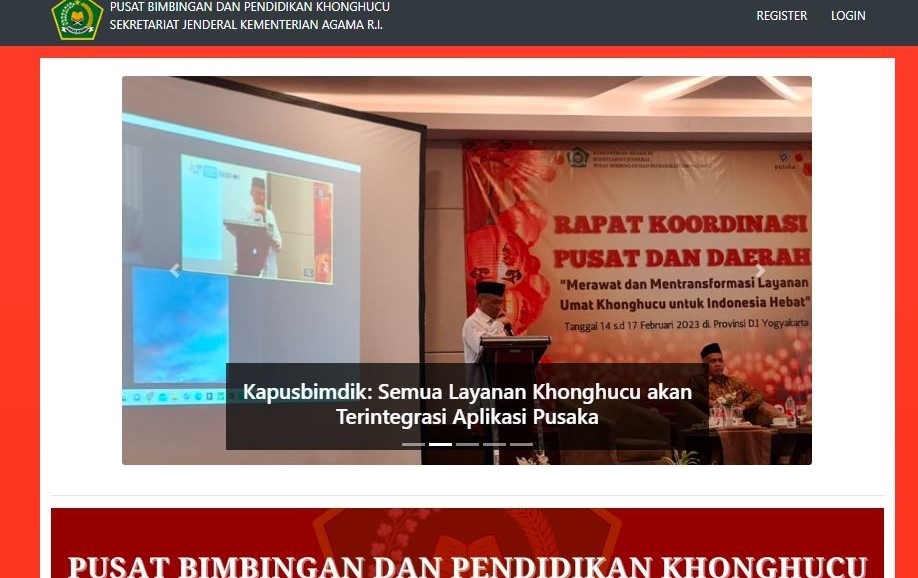 PUSAT BIMBINGAN DAN PENDIDIKAN KHONGHUCU
SEKRETARIAT JENDERAL KEMENTERIAN AGAMA R.I.
REGISTER
LOGIN
KEMENTERIAN AGAMA RI
SEKRETARIAT JENDERAL
PUSAT BIMBINGAN DAN PENDIDIKAN KHONGHUCU
pusaka
RAPAT KOORDINASI
PUSAT DAN DAERAH
"Merawat dan Mentransformasi Layanan
Umat Khonghucu untuk Indonesia Hebat"
Tanggal 14 s.d 17 Februari 2023 di Provinsi D.I Yogyakarta
Kapusbimdik: Semua Layanan Khonghucu akan
Terintegrasi Aplikasi Pusaka
PUSAT BIMBINGAN DAN PENDIDIKAN KHONGHUCU